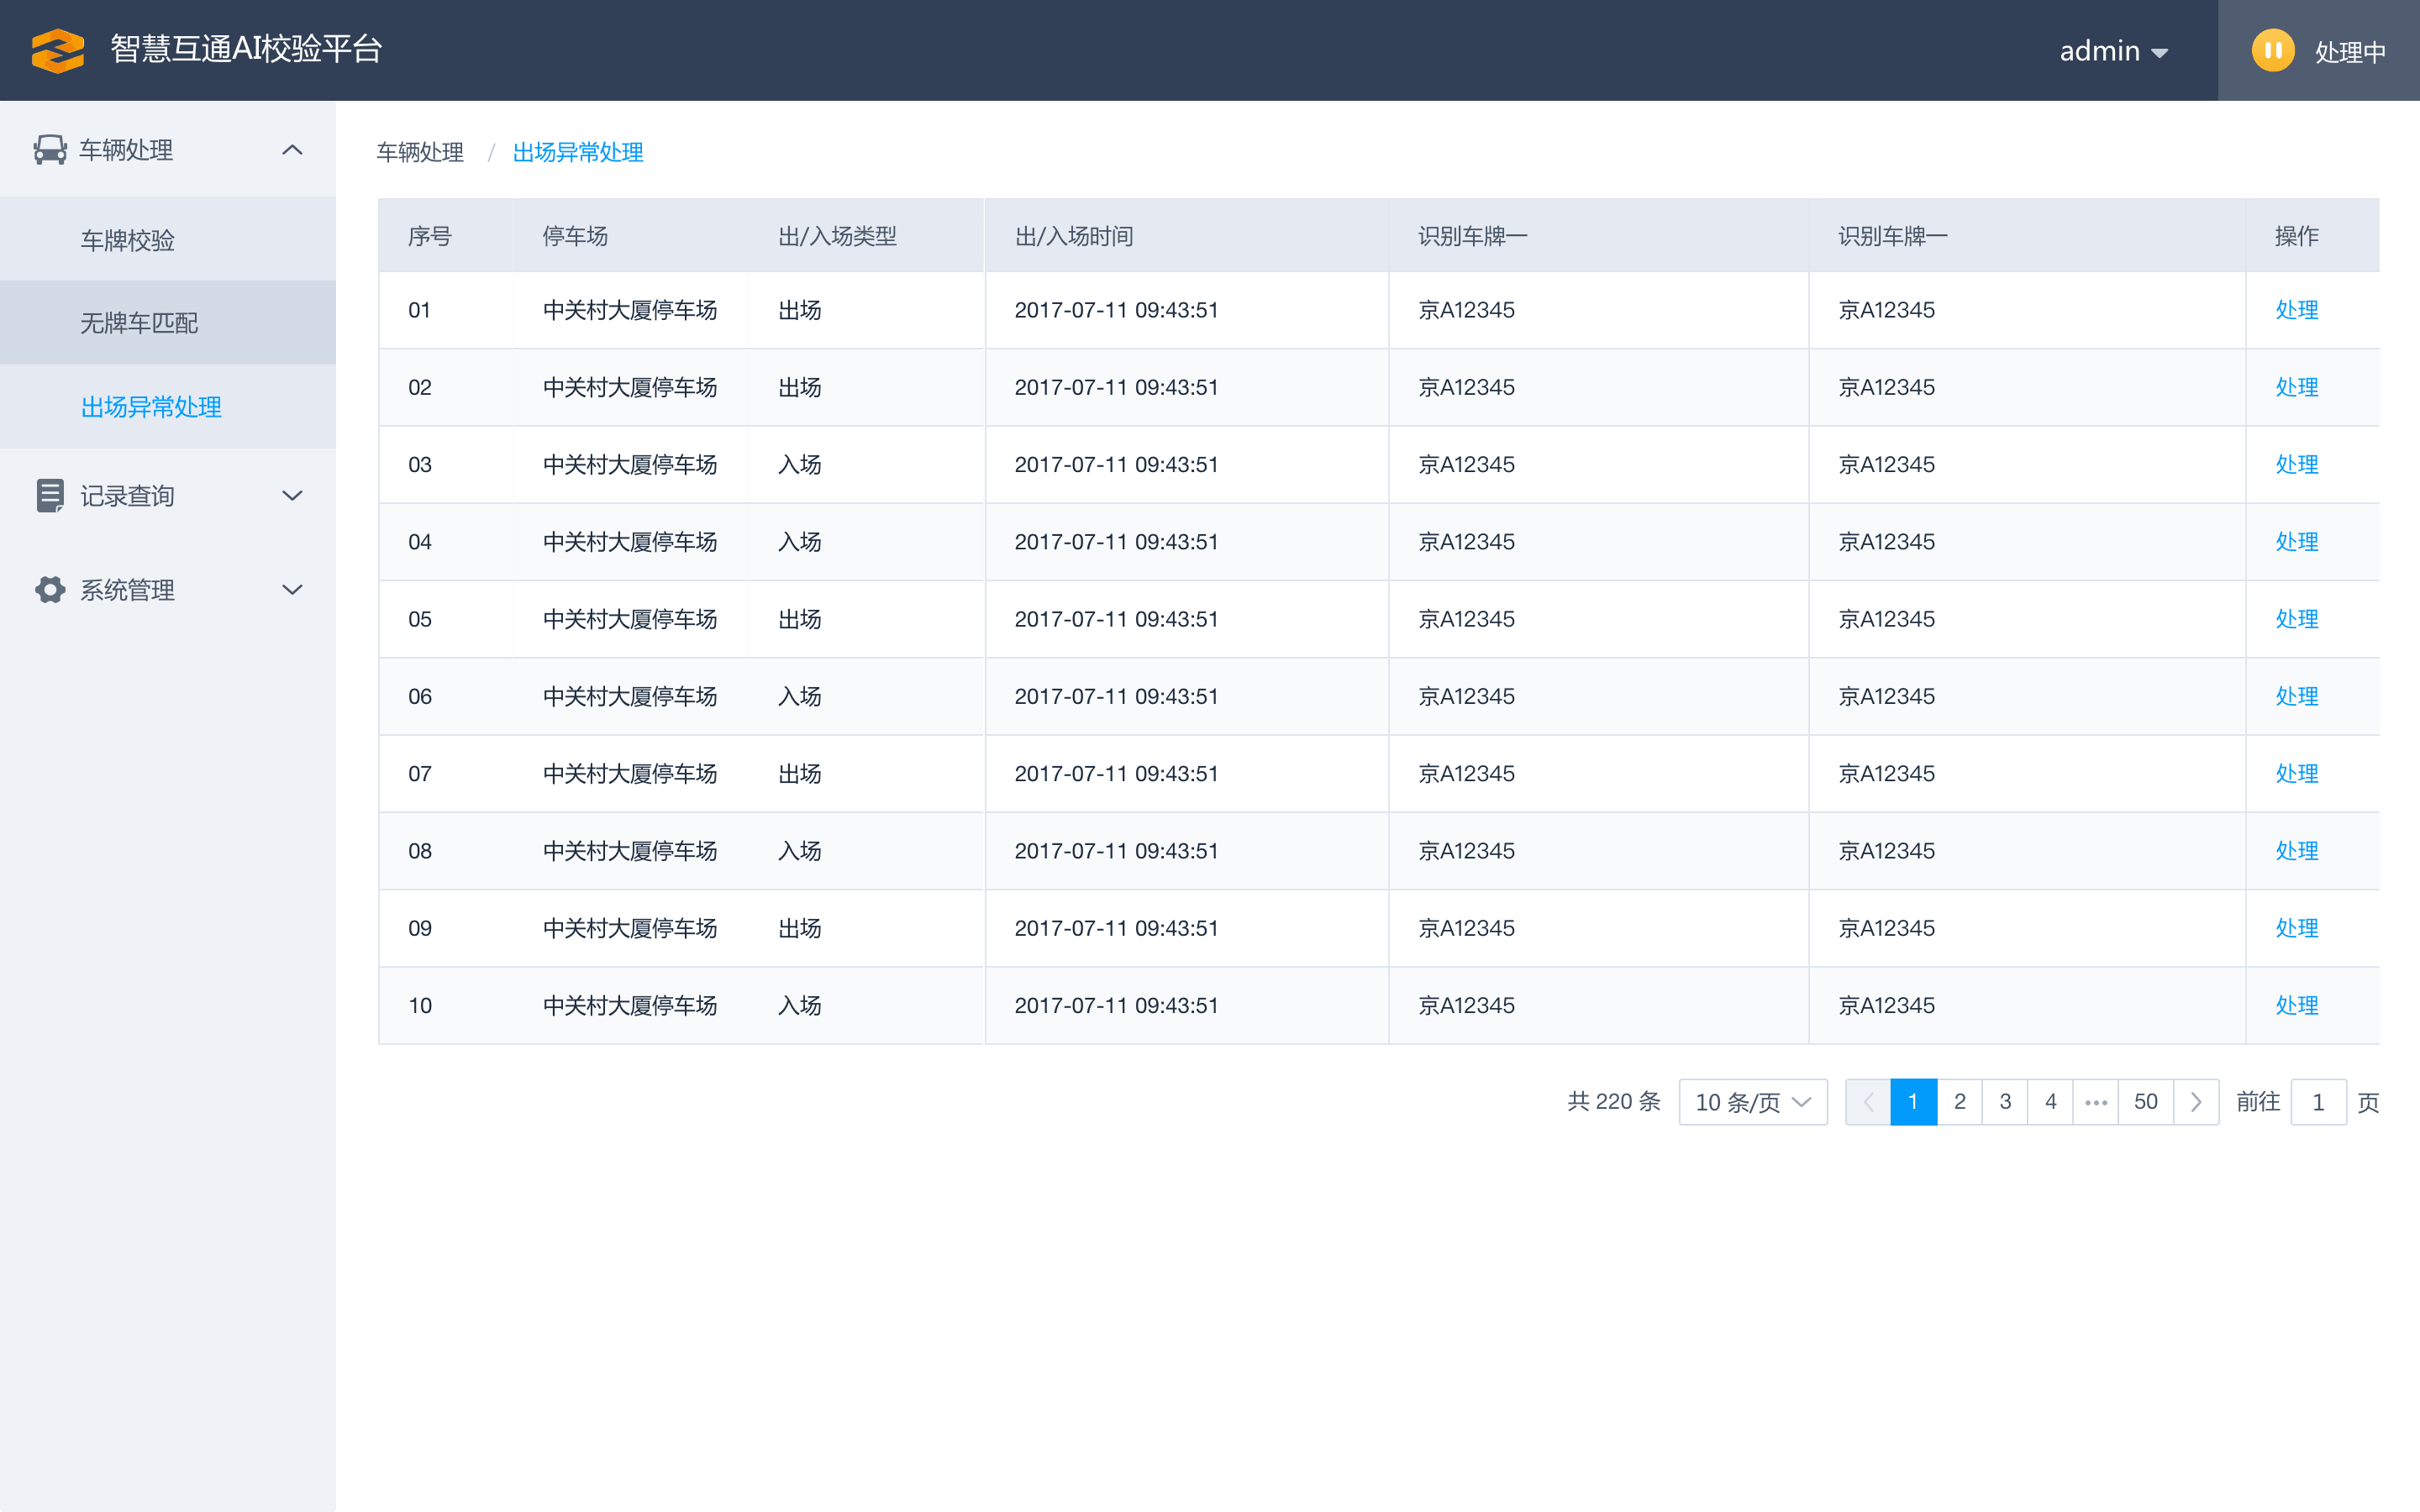 智慧互通AI校验平台
admin
处理中
车辆处理
车牌校验
无牌车匹配
出场异常处理
记录查询
系统管理
车辆处理 / 出场异常处理
序号 停车场 出/入场类型 出/入场时间 识别车牌一 识别车牌一 操作
01 中关村大厦停车场 出场 2017-07-11 09:43:51 京A12345 京A12345 处理
02 中关村大厦停车场 出场 2017-07-11 09:43:51 京A12345 京A12345 处理
03 中关村大厦停车场 入场 2017-07-11 09:43:51 京A12345 京A12345 处理
04 中关村大厦停车场 入场 2017-07-11 09:43:51 京A12345 京A12345 处理
05 中关村大厦停车场 出场 2017-07-11 09:43:51 京A12345 京A12345 处理
06 中关村大厦停车场 入场 2017-07-11 09:43:51 京A12345 京A12345 处理
07 中关村大厦停车场 出场 2017-07-11 09:43:51 京A12345 京A12345 处理
08 中关村大厦停车场 入场 2017-07-11 09:43:51 京A12345 京A12345 处理
09 中关村大厦停车场 出场 2017-07-11 09:43:51 京A12345 京A12345 处理
10 中关村大厦停车场 入场 2017-07-11 09:43:51 京A12345 京A12345 处理
共 220 条 10 条/页 1 2 3 4 ••• 50 前往 1 页